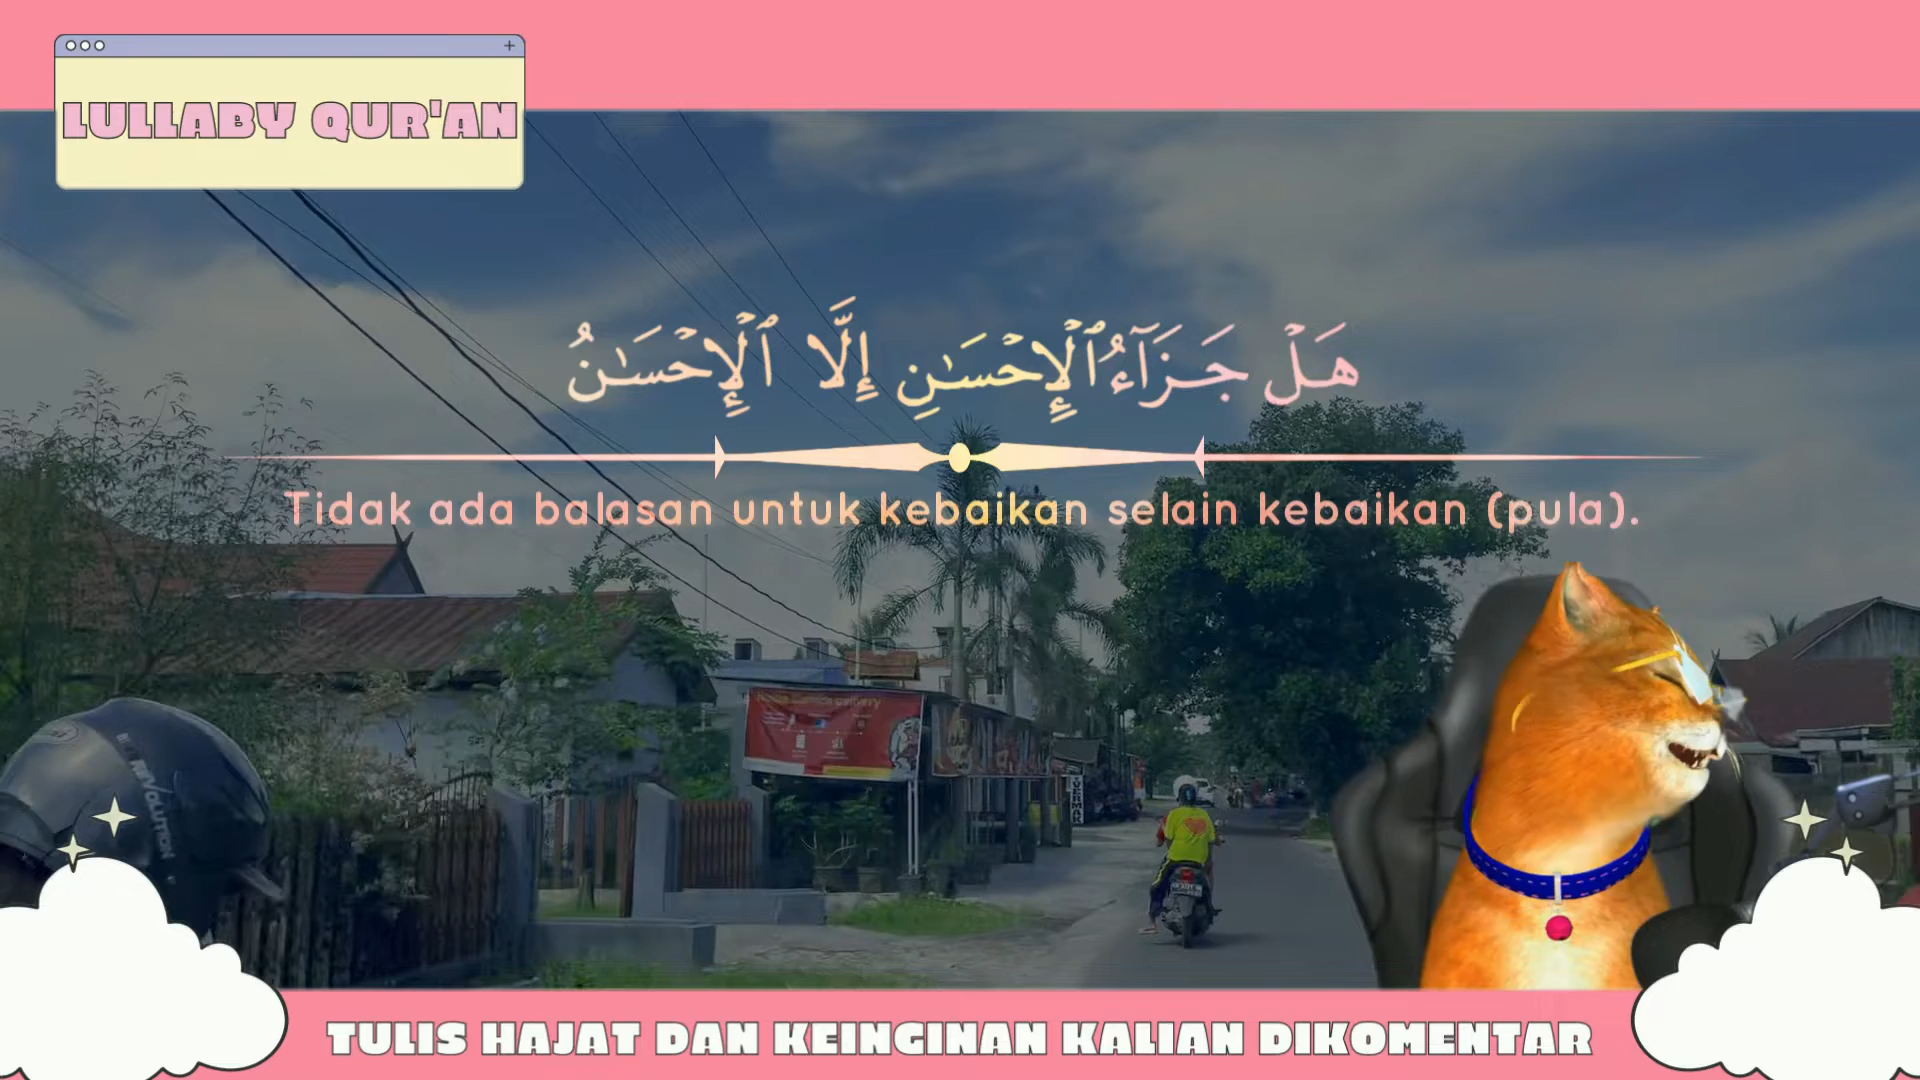 LULLABY QUR'AN
هَلْ جَزَآءُ ٱلْإِحْسَـٰنِ إِلَّا ٱلْإِحْسَـٰنُ
Tidak ada balasan untuk kebaikan selain kebaikan (pula).
REVOLUTION
TULIS HAJAT DAN KEINGINAN KALIAN DIKOMENTAR